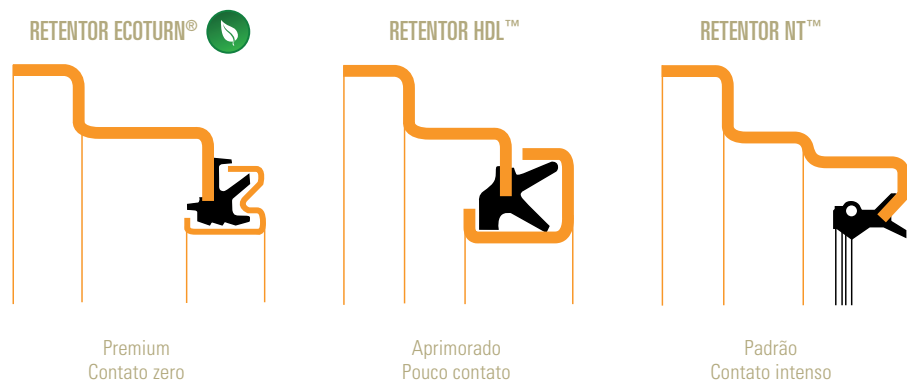 RETENTOR ECOTURN®
Premium
Contato zero
RETENTOR HDL™
Aprimorado
Pouco contato
RETENTOR NT™
Padrão
Contato intenso